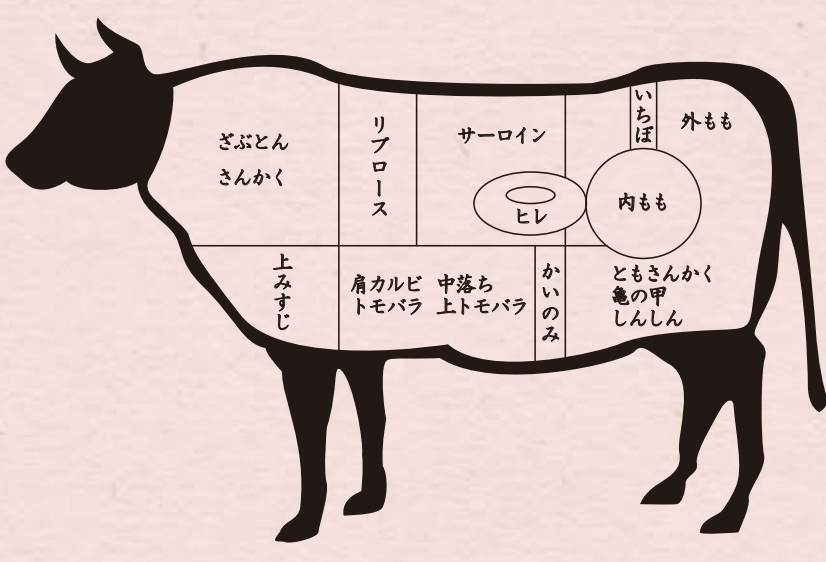 ざぶとん
さんかく
リブロース
サーロイン
ヒレ
いちぼ
外もも
内もも
上みすじ
肩カルビ
トモバラ
中落ち
上トモバラ
かいのみ
ともさんかく
亀の甲
しんしん